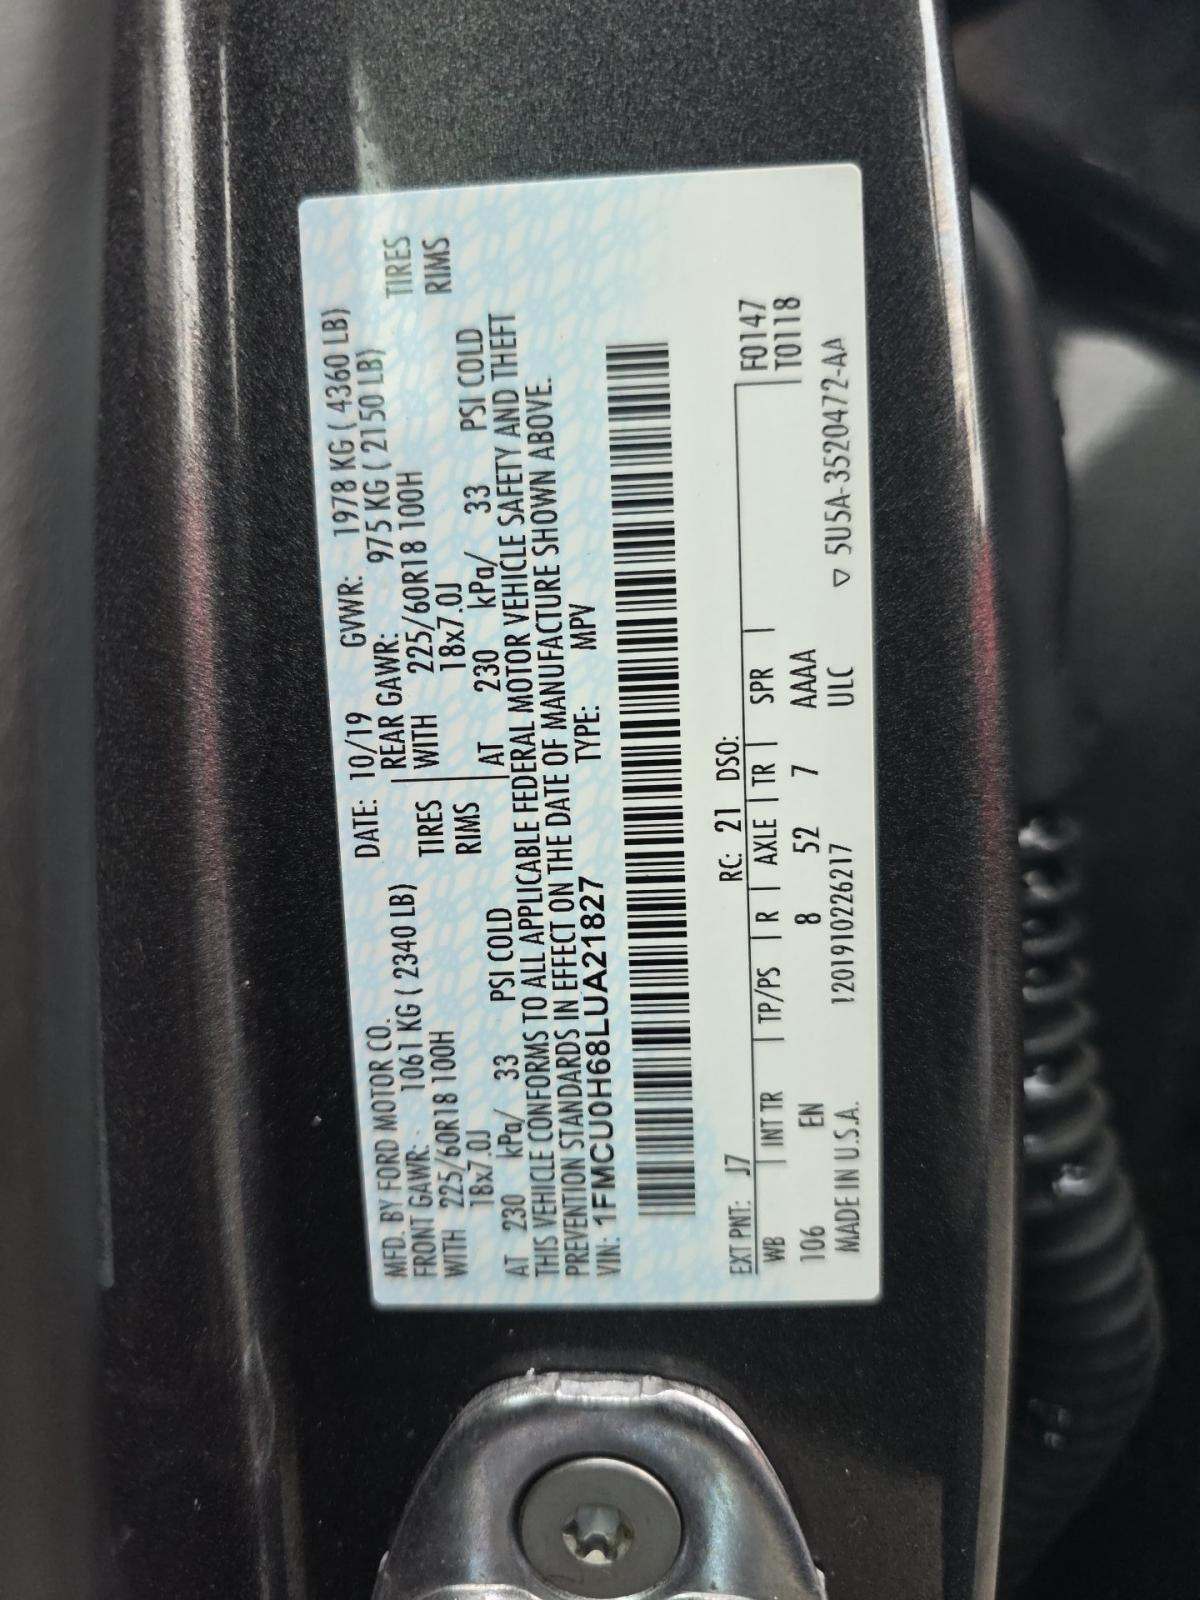 MFD. BY FORD MOTOR CO.
DATE: 10/19 GVWR: 1978 KG ( 4360 LB)
FRONT GAWR: 1061 KG ( 2340 LB) REAR GAWR: 975 KG ( 2150 LB)
WITH 225/60R18 100H TIRES WITH 225/60R18 100H TIRES
18x7.0J RIMS 18x7.0J RIMS
AT 230 kPa/ 33 PSI COLD AT 230 kPa/ 33 PSI COLD
THIS VEHICLE CONFORMS TO ALL APPLICABLE FEDERAL MOTOR VEHICLE SAFETY AND THEFT
PREVENTION STANDARDS IN EFFECT ON THE DATE OF MANUFACTURE SHOWN ABOVE.
VIN: 1FMCU0H68LUA21827 TYPE: MPV
EXT PNT: J7 RC: 21 DSO: F0147
WB INT TR TP/PS R AXLE TR SPR T0118
106 EN 8 52 7 AAAA
MADE IN U.S.A. 1201910226217 ULC ▽ 5U5A-3520472-AA